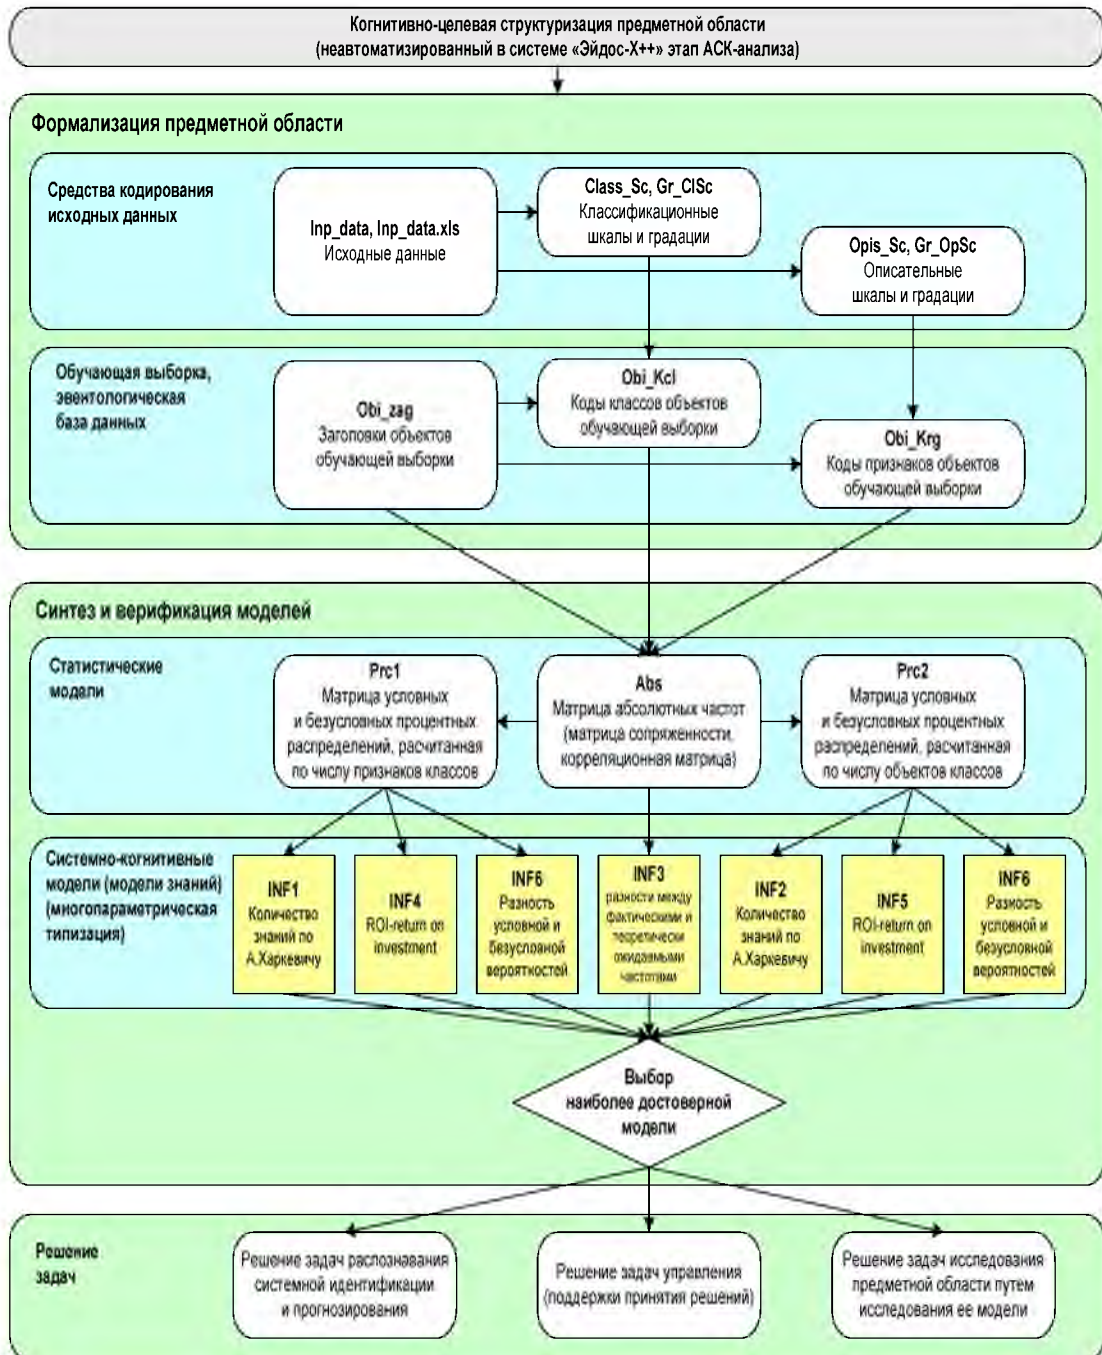 Когнитивно-целевая структуризация предметной области
(неавтоматизированный в системе «Эйдос-X++» этап АСК-анализа)
Формализация предметной области
Средства кодирования
исходных данных
Inp_data, Inp_data.xls
Исходные данные
Class_Sc, Gr_ClSc
Классификационные
шкалы и градации
Opis_Sc, Gr_OpSc
Описательные
шкалы и градации
Обучающая выборка,
эвентологическая
база данных
Obi_zag
Заголовки объектов
обучающей выборки
Obi_Kcl
Коды классов объектов
обучающей выборки
Obi_Krg
Коды признаков объектов
обучающей выборки
Синтез и верификация моделей
Статистические
модели
Prc1
Матрица условных
и безусловных процентных
распределений, расчитанная
по числу признаков классов
Abs
Матрица абсолютных частот
(матрица сопряженности,
корреляционная матрица)
Prc2
Матрица условных
и безусловных процентных
распределений, расчитанная
по числу объектов классов
Системно-когнитивные
модели (модели знаний)
(многопараметрическая
типизация)
INF1
Количество
знаний по
А.Харкевичу
INF4
ROI-return on
investment
INF6
Разность
условной и
безусловной
вероятностей
INF3
разности между
фактическими и
теоретически
ожидаемыми
частотами
INF2
Количество
знаний по
А.Харкевичу
INF5
ROI-return on
investment
INF6
Разность
условной и
безусловной
вероятностей
Выбор
наиболее достоверной
модели
Решение
задач
Решение задач распознавания
системной идентификации
и прогнозирования
Решение задач управления
(поддержки принятия решений)
Решение задач исследования
предметной области путем
исследования ее модели